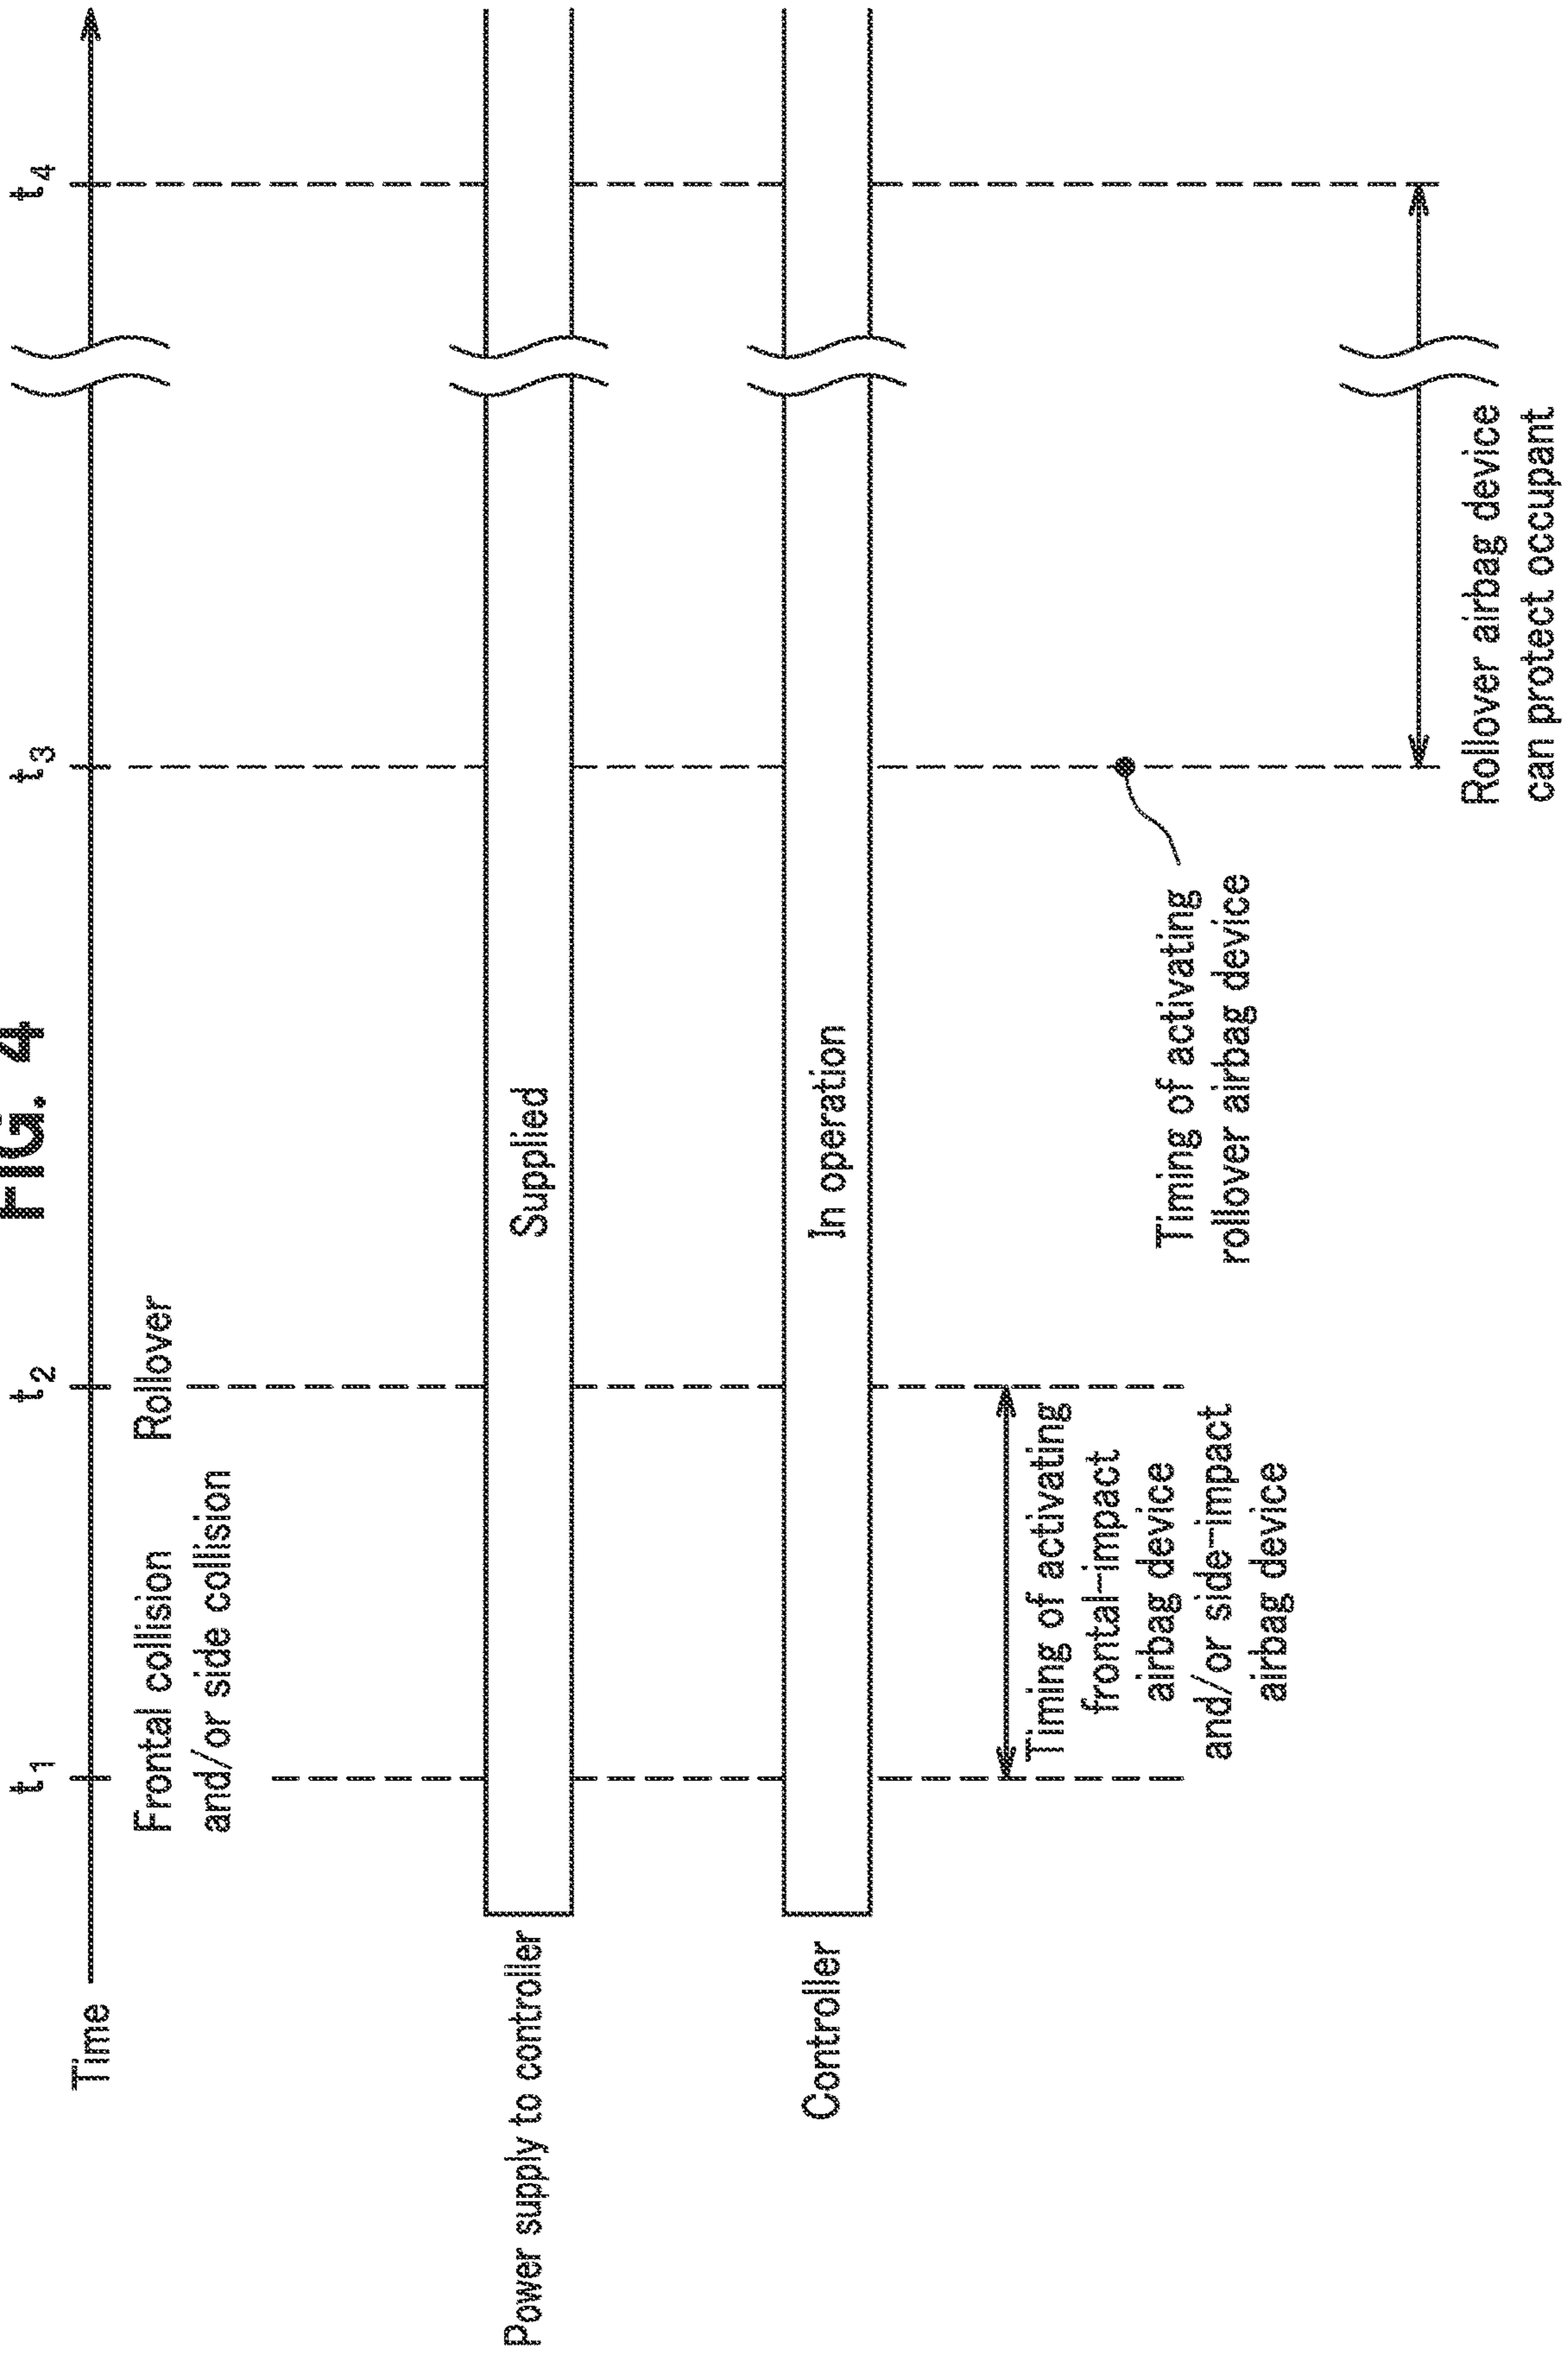 FIG. 4
Time
t1
t2
t3
t4
Frontal collision
and/or side collision
Rollover
Power supply to controller
Supplied
Controller
In operation
Timing of activating
frontal-impact
airbag device
and/or side-impact
airbag device
Timing of activating
rollover airbag device
Rollover airbag device
can protect occupant